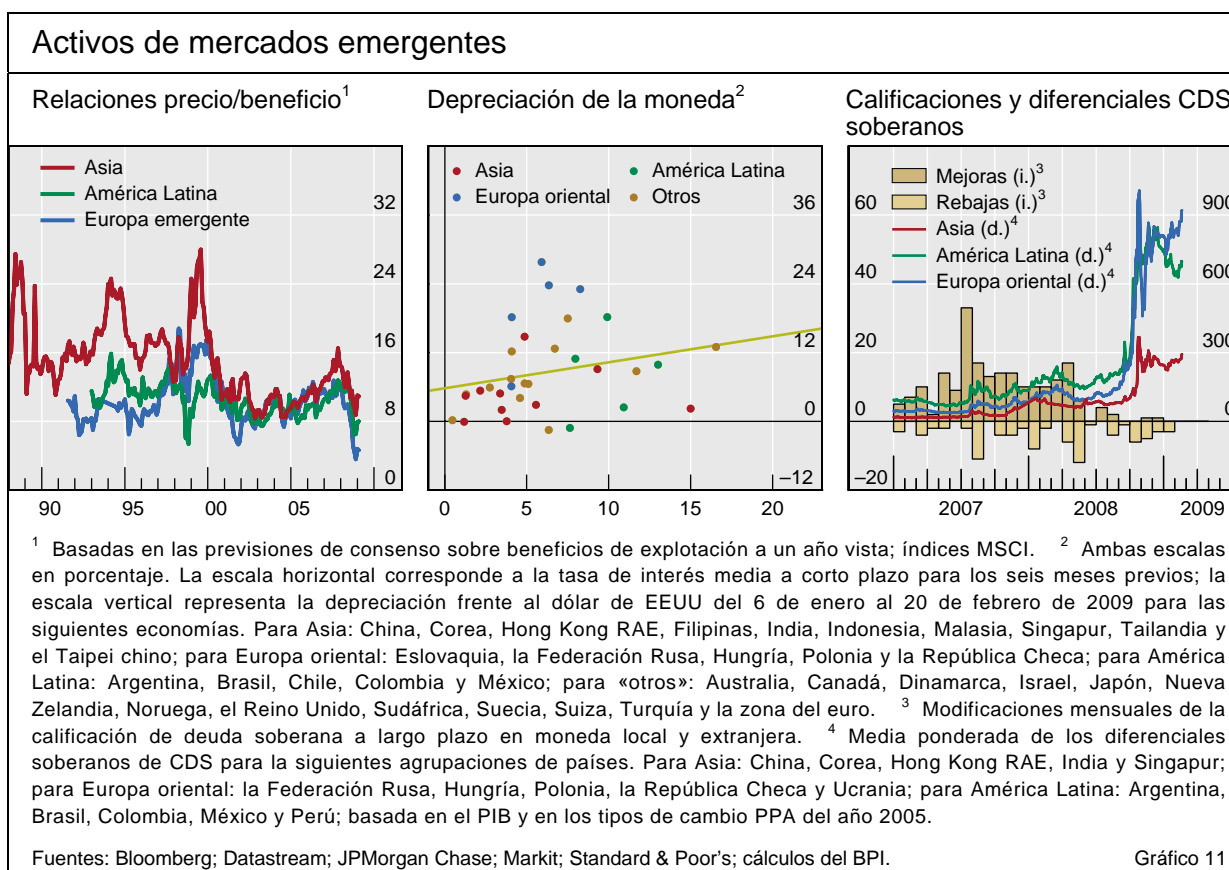 Activos de mercados emergentes
Relaciones precio/beneficio1
Asia
América Latina
Europa emergente
32
24
16
8
0
90 95 00 05
Depreciación de la moneda2
Asia
América Latina
Europa oriental
Otros
36
24
12
0
–12
0 5 10 15 20
Calificaciones y diferenciales CDS
soberanos
Mejoras (i.)3
Rebajas (i.)3
Asia (d.)4
América Latina (d.)4
Europa oriental (d.)4
60
40
20
0
–20
900
600
300
0
2007 2008 2009
1 Basadas en las previsiones de consenso sobre beneficios de explotación a un año vista; índices MSCI. 2 Ambas escalas
en porcentaje. La escala horizontal corresponde a la tasa de interés media a corto plazo para los seis meses previos; la
escala vertical representa la depreciación frente al dólar de EEUU del 6 de enero al 20 de febrero de 2009 para las
siguientes economías. Para Asia: China, Corea, Hong Kong RAE, Filipinas, India, Indonesia, Malasia, Singapur, Tailandia y
el Taipei chino; para Europa oriental: Eslovaquia, la Federación Rusa, Hungría, Polonia y la República Checa; para América
Latina: Argentina, Brasil, Chile, Colombia y México; para «otros»: Australia, Canadá, Dinamarca, Israel, Japón, Nueva
Zelandia, Noruega, el Reino Unido, Sudáfrica, Suecia, Suiza, Turquía y la zona del euro. 3 Modificaciones mensuales de la
calificación de deuda soberana a largo plazo en moneda local y extranjera. 4 Media ponderada de los diferenciales
soberanos de CDS para la siguientes agrupaciones de países. Para Asia: China, Corea, Hong Kong RAE, India y Singapur;
para Europa oriental: la Federación Rusa, Hungría, Polonia, la República Checa y Ucrania; para América Latina: Argentina,
Brasil, Colombia, México y Perú; basada en el PIB y en los tipos de cambio PPA del año 2005.
Fuentes: Bloomberg; Datastream; JPMorgan Chase; Markit; Standard & Poor's; cálculos del BPI. Gráfico 11